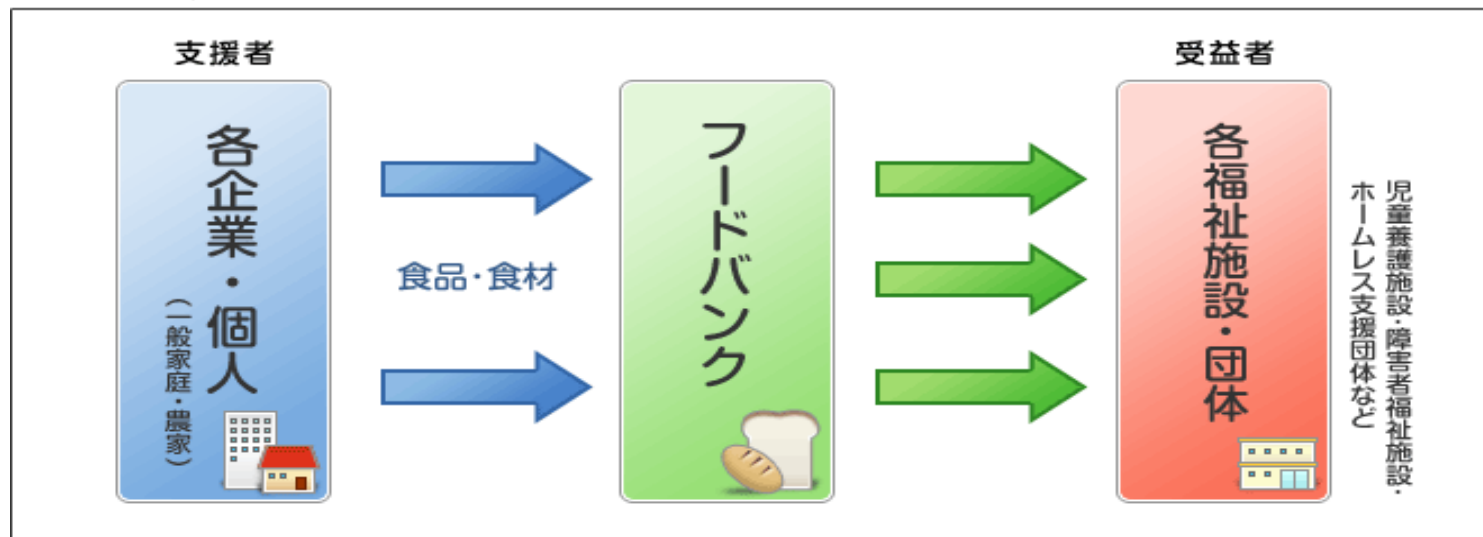 支援者
各企業・個人
（一般家庭・農家）
食品・食材
フードバンク
受益者
各福祉施設・団体
児童養護施設・障害者福祉施設・
ホームレス支援団体など